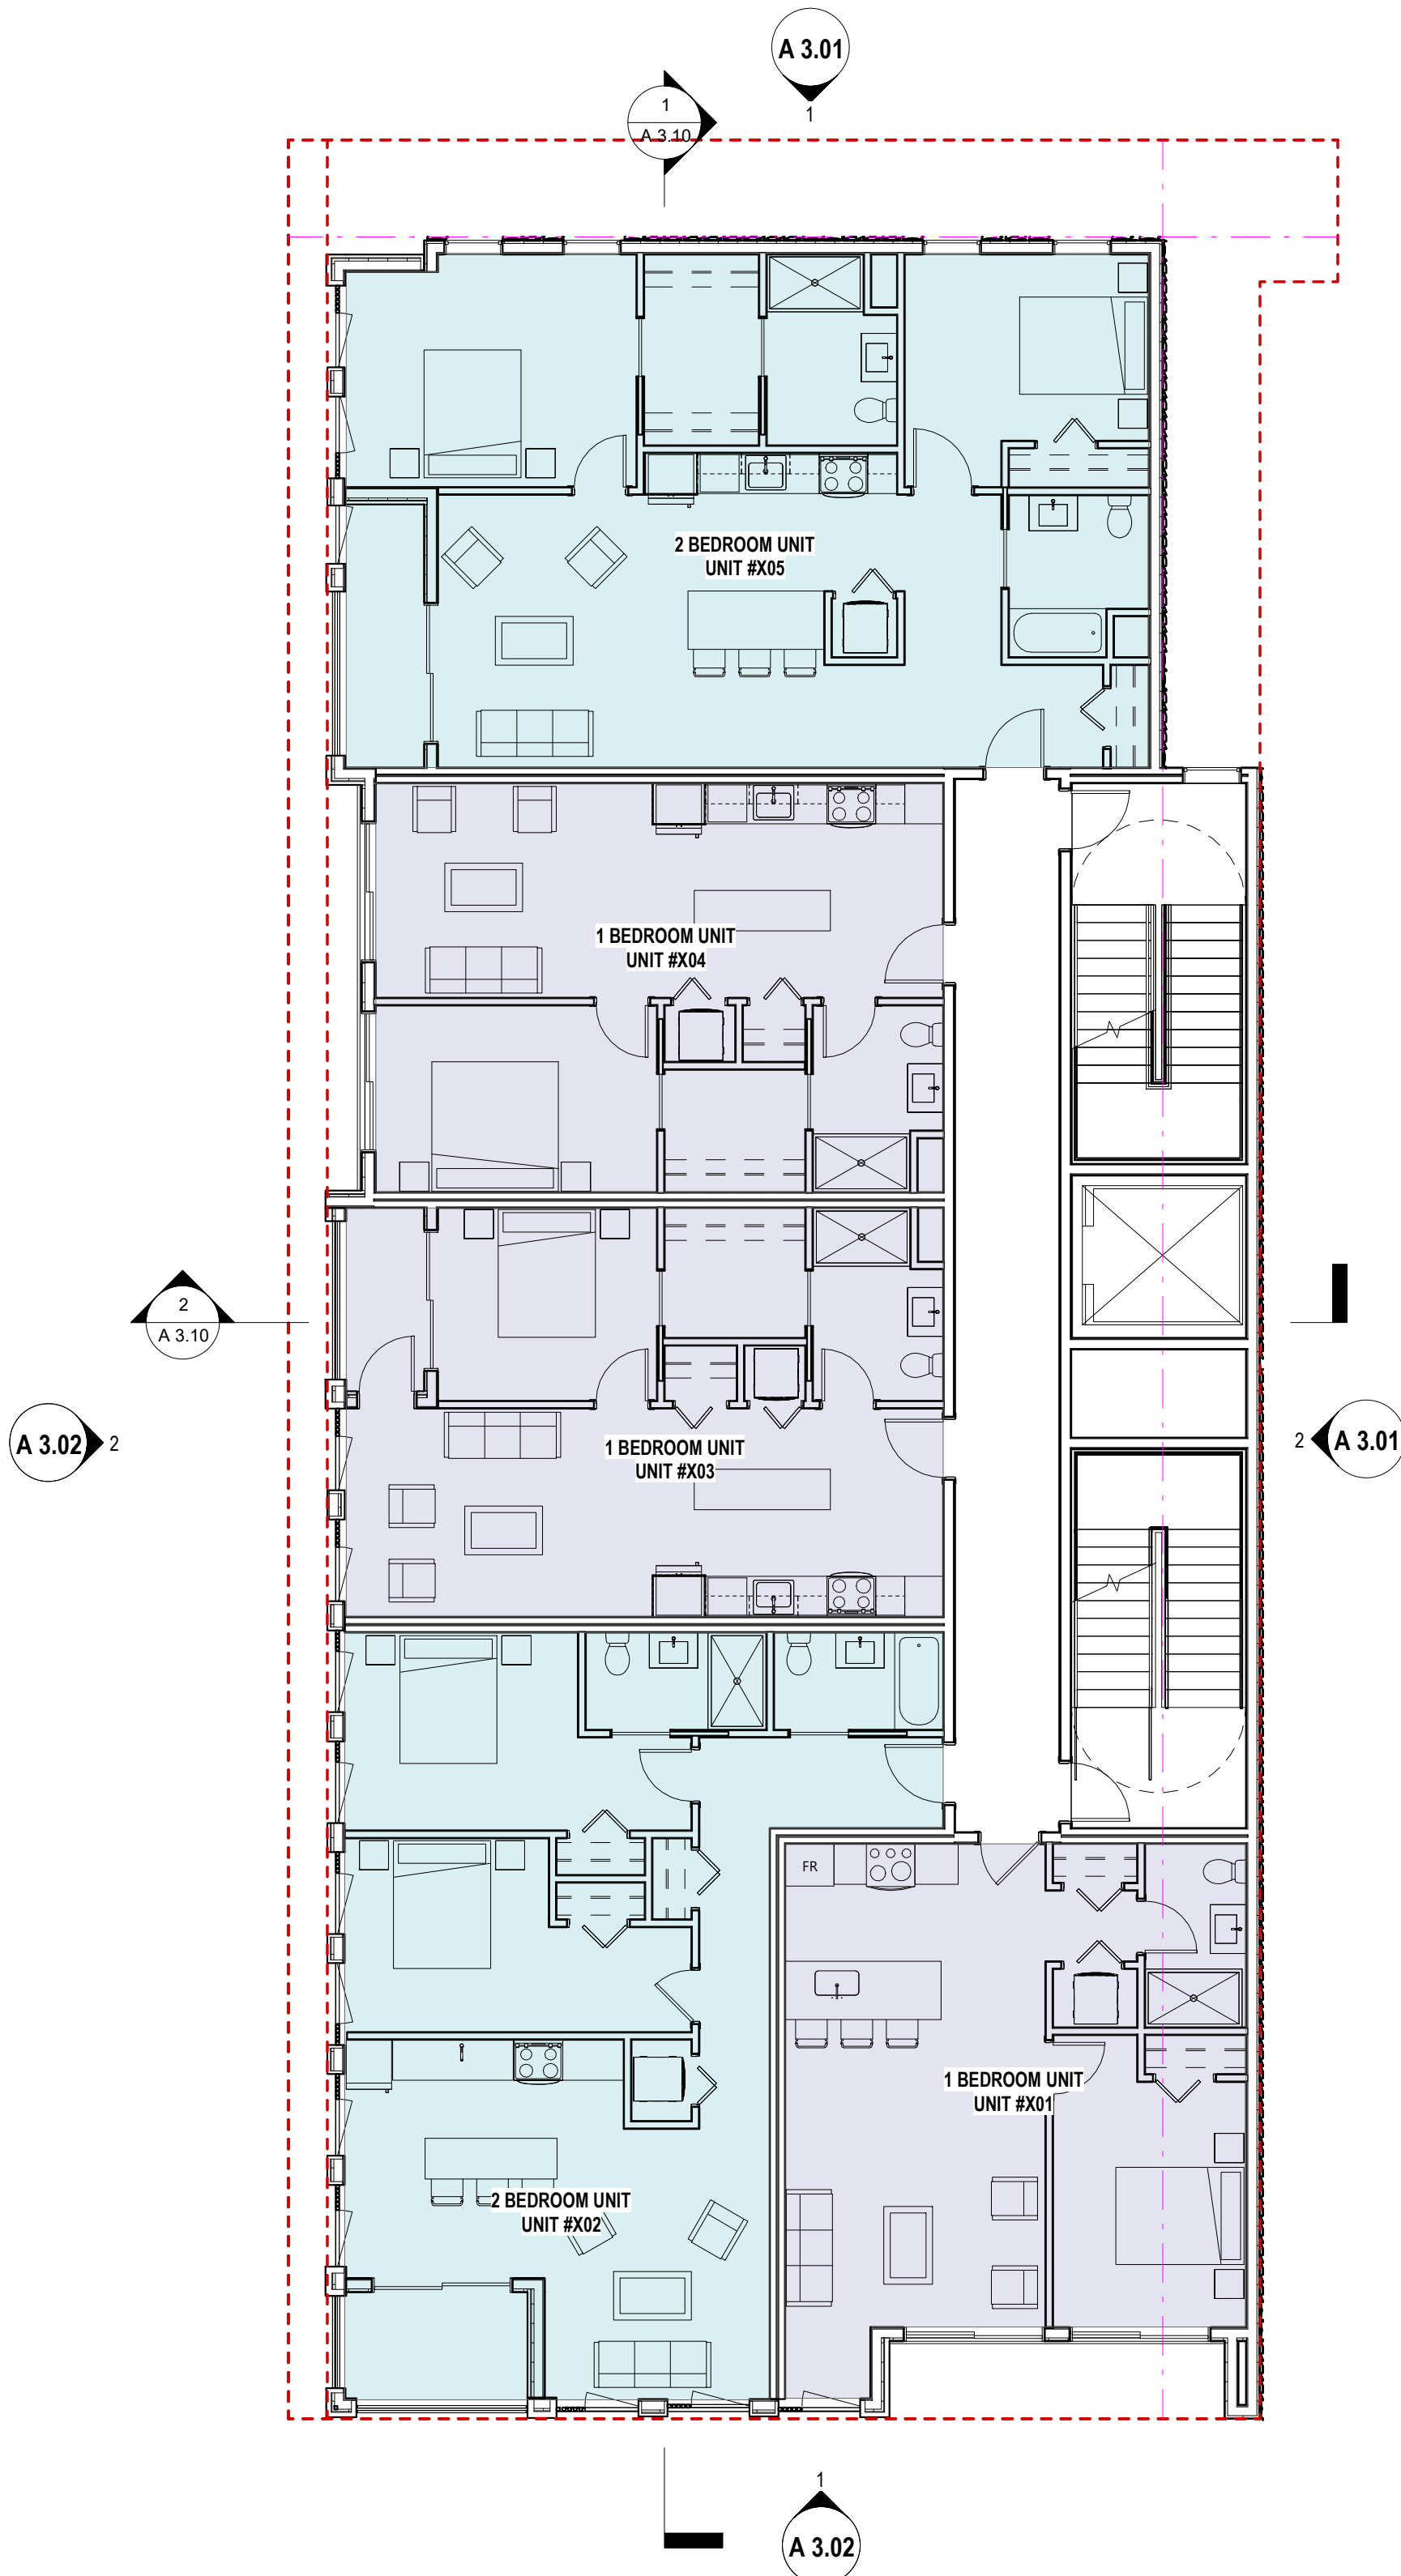 A 3.01
1
1
A 3.10
2 BEDROOM UNIT
UNIT #X05
1 BEDROOM UNIT
UNIT #X04
2
A 3.10
A 3.02
2
2
A 3.01
1 BEDROOM UNIT
UNIT #X03
FR
1 BEDROOM UNIT
UNIT #X01
2 BEDROOM UNIT
UNIT #X02
1
A 3.02